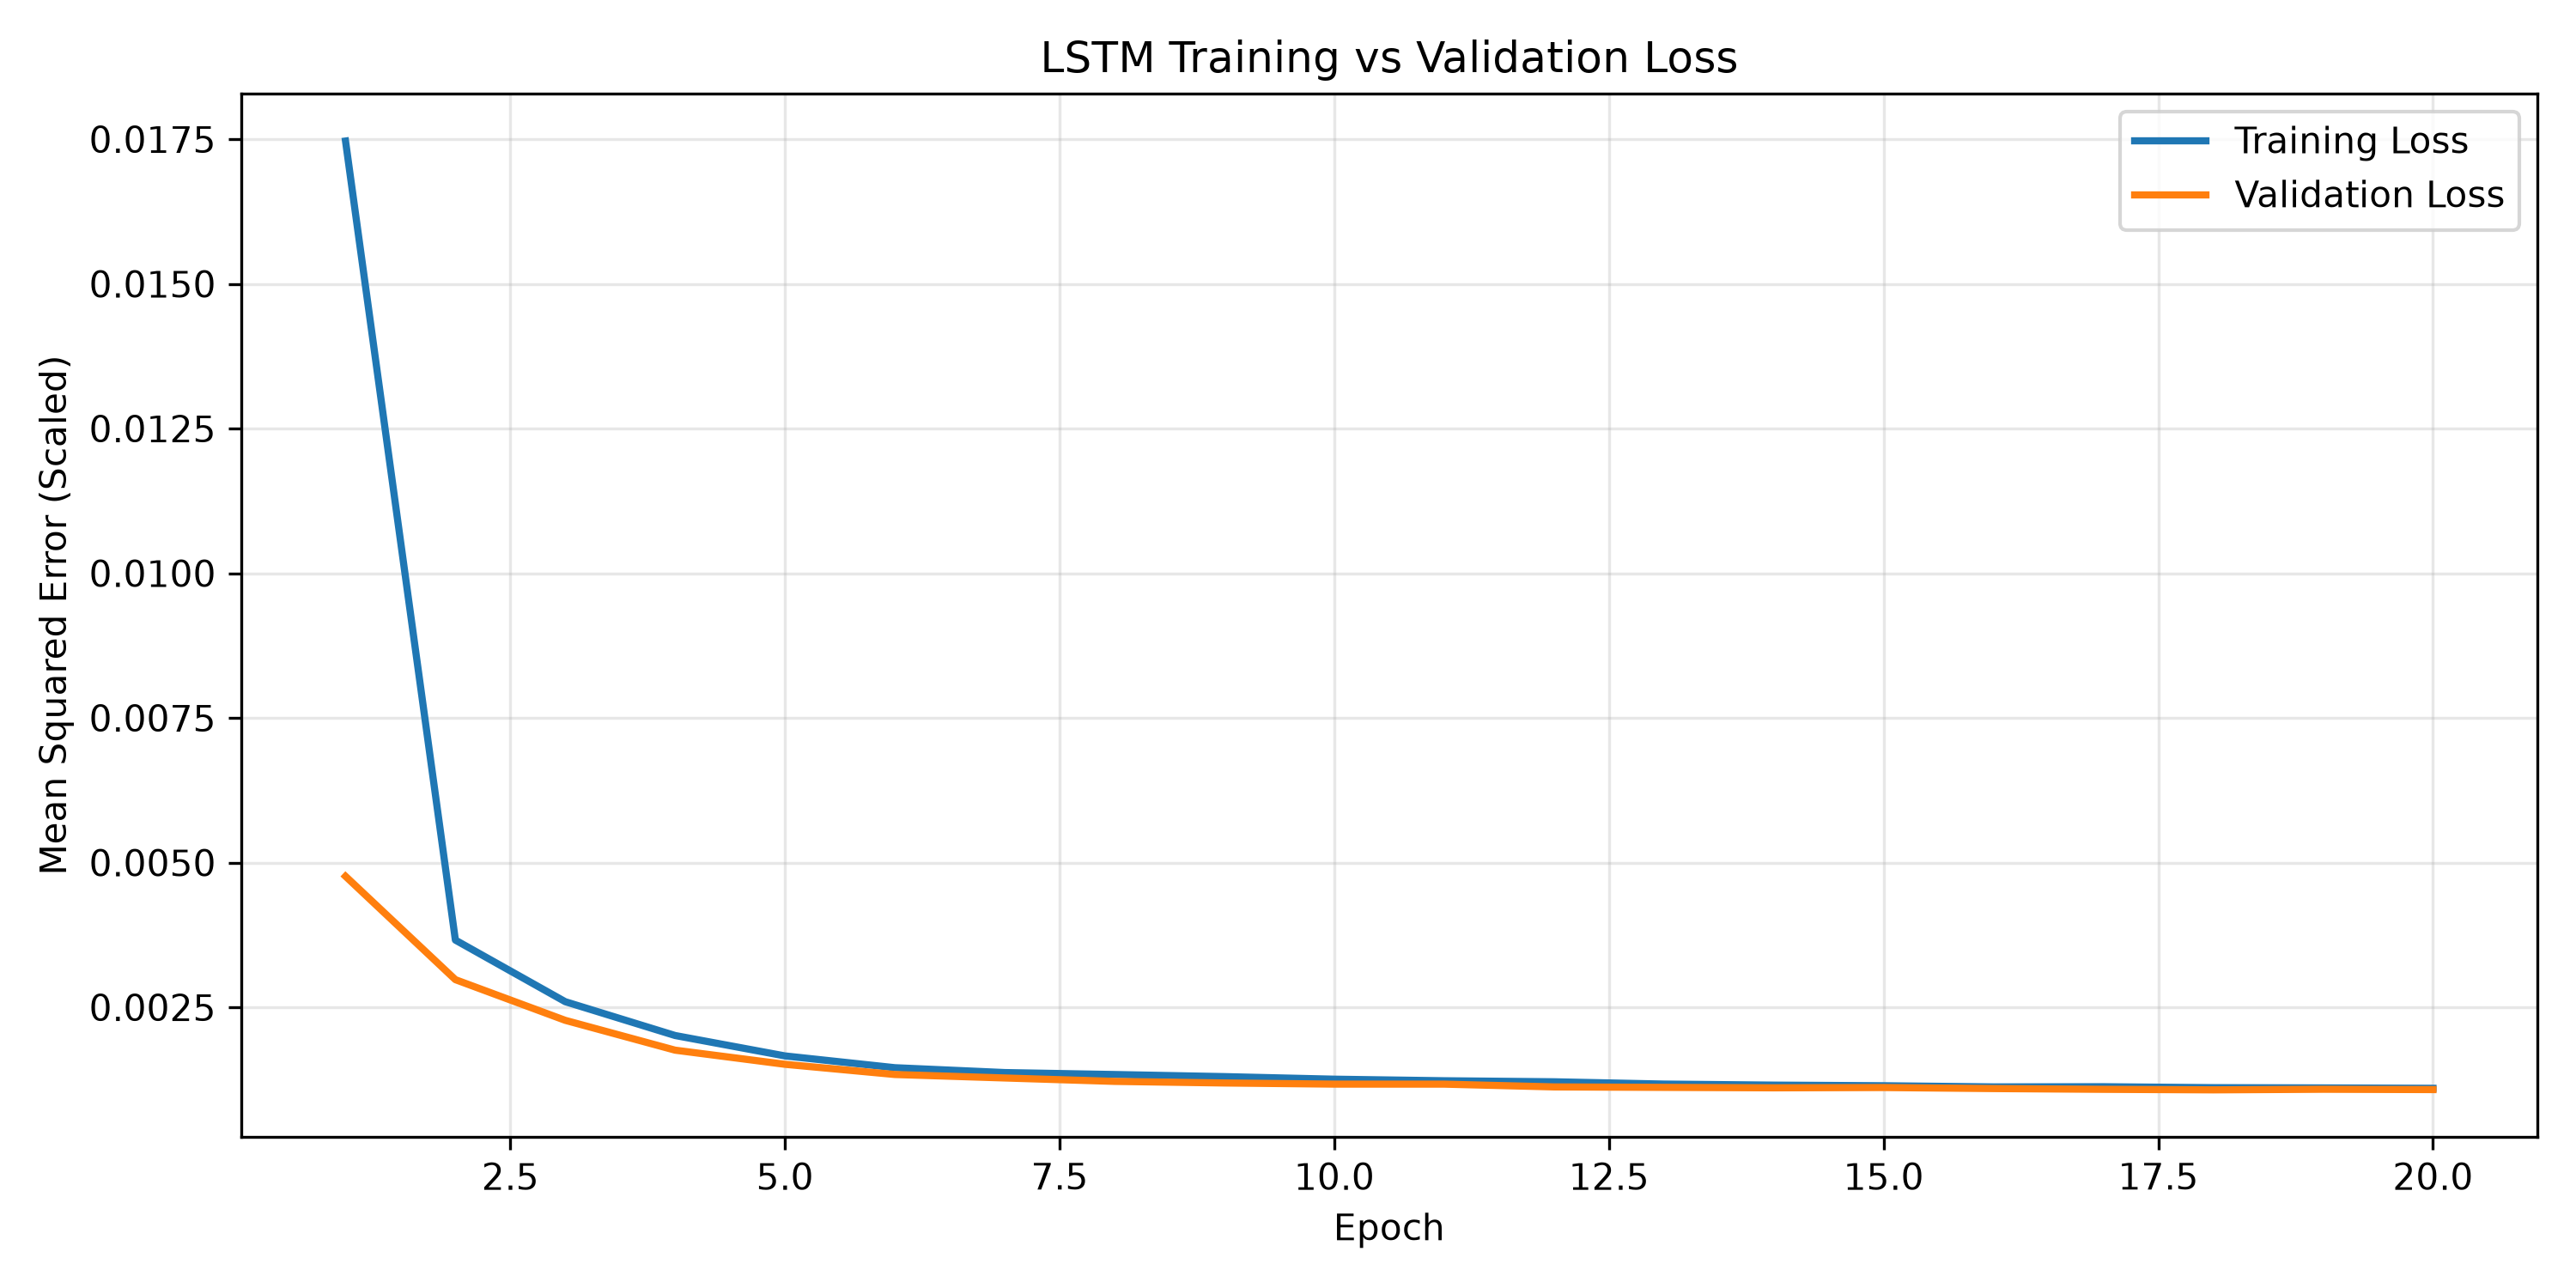 LSTM Training vs Validation Loss
Training Loss
Validation Loss
Mean Squared Error (Scaled)
0.0175
0.0150
0.0125
0.0100
0.0075
0.0050
0.0025
2.5 5.0 7.5 10.0 12.5 15.0 17.5 20.0
Epoch